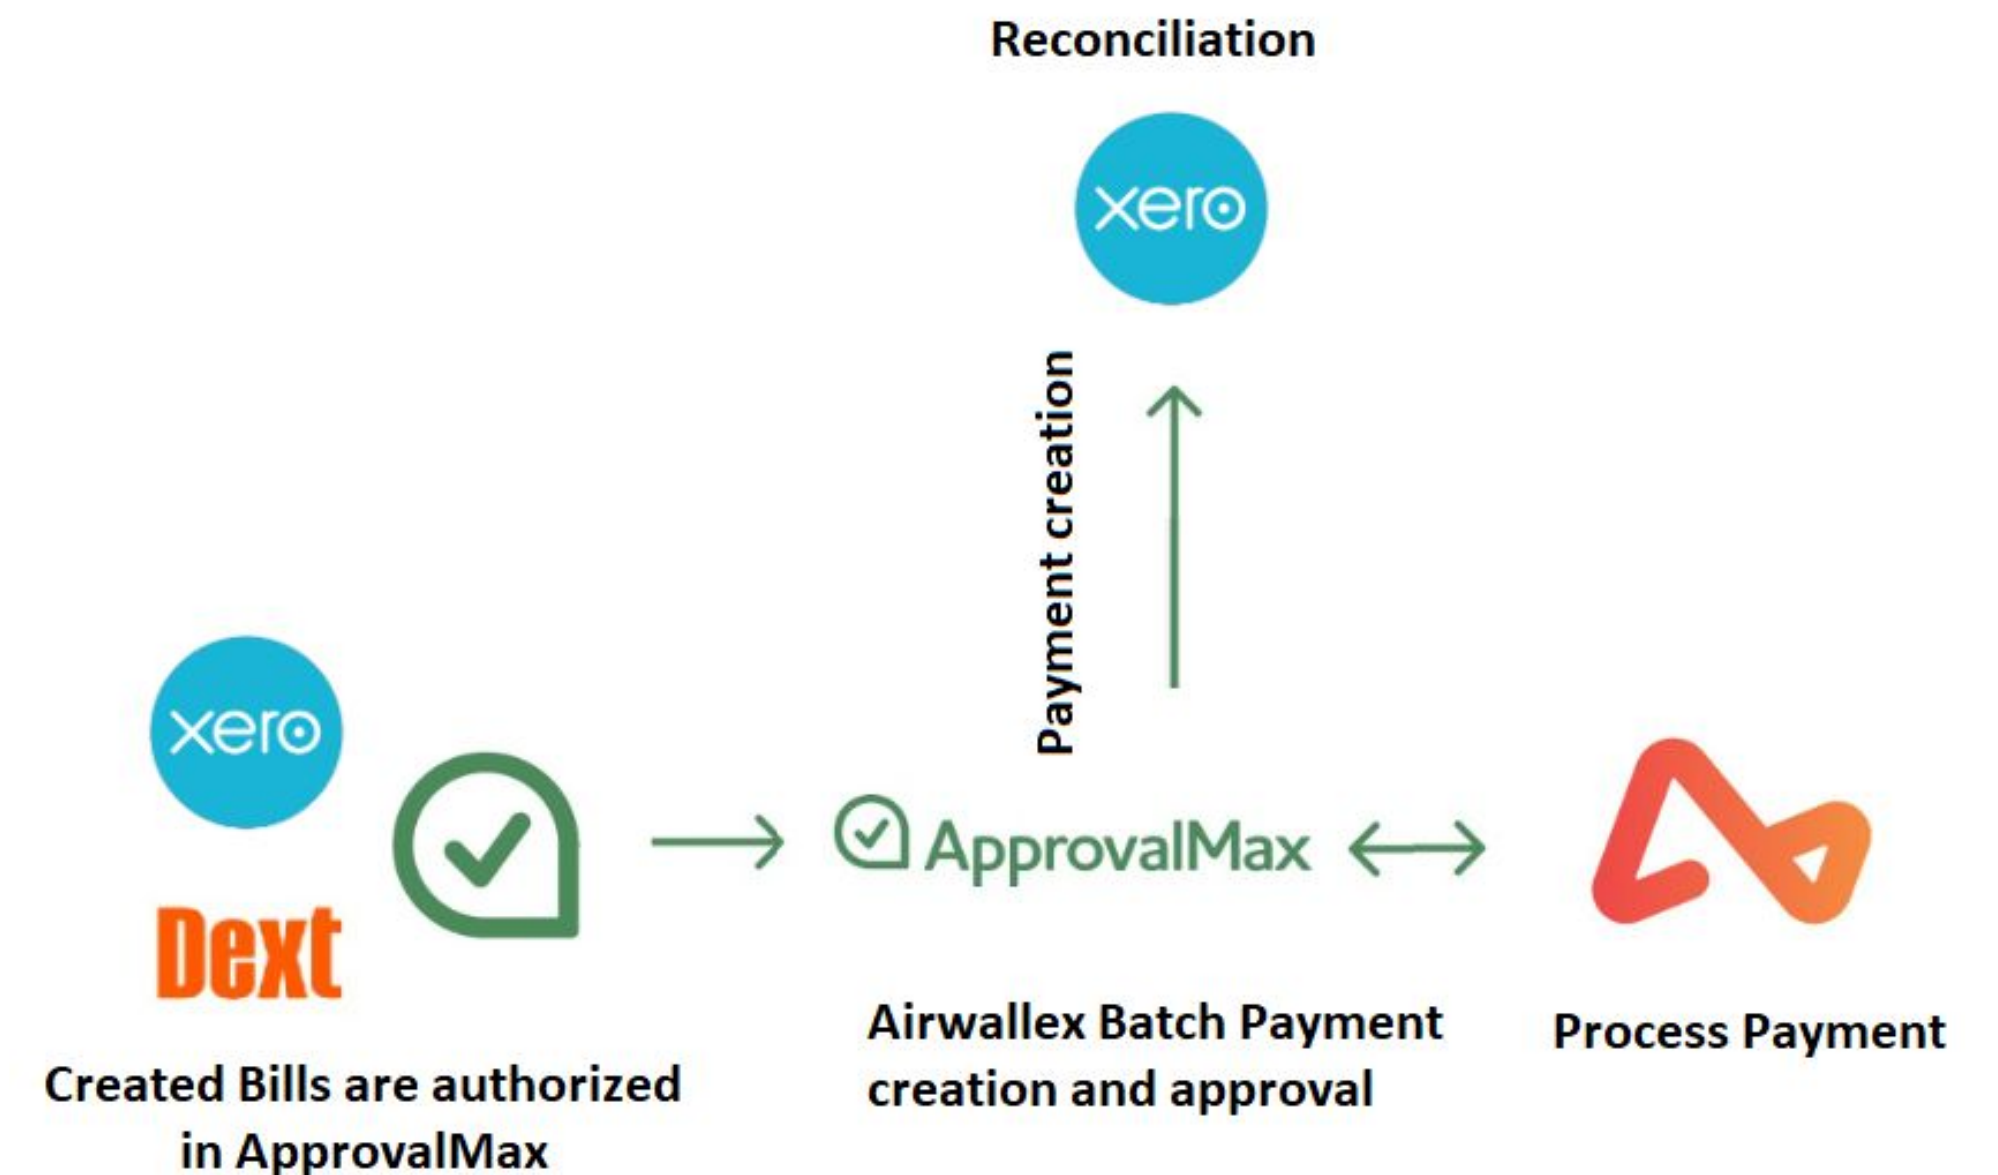 Reconciliation
xero
Payment creation
xero
Dext
ApprovalMax
Created Bills are authorized
in ApprovalMax
Airwallex Batch Payment
creation and approval
Process Payment